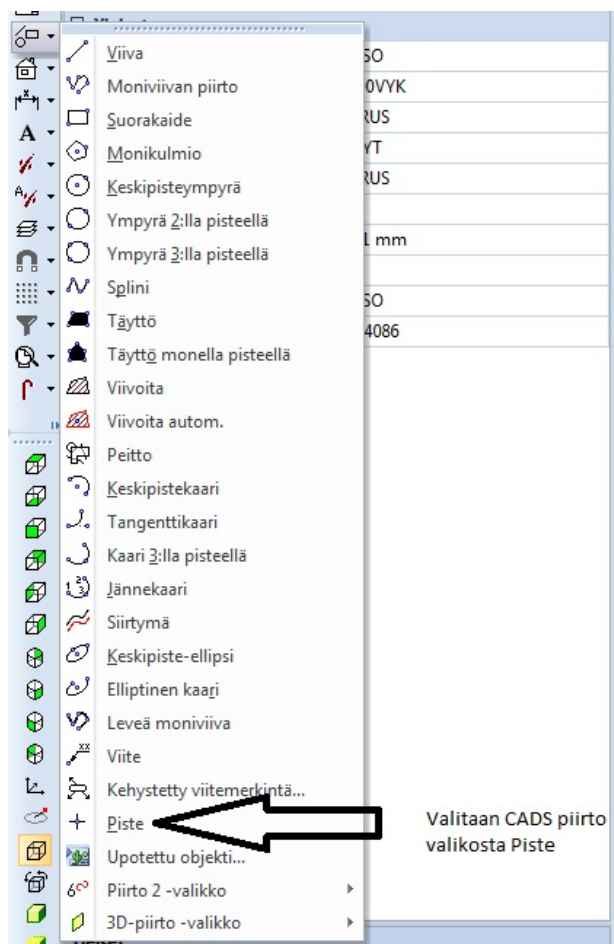 SO
Viiva
0VYK
Moniviivan piirto
RUS
Suorakaide
YT
Monikulmio
RUS
Keskipisteympyrä
Ympyrä 2:lla pisteellä
1 mm
Ympyrä 3:lla pisteellä
Splini
SO
Täyttö
4086
Täyttö monella pisteellä
Viivoita
Viivoita autom.
Peitto
Keskipistekaari
Tangenttikaari
Kaari 3:lla pisteellä
Jännekaari
Siirtymä
Keskipiste-ellipsi
Elliptinen kaari
Leveä moniviiva
Viite
Kehystetty viitemerkintä...
Piste
Valitaan CADS piirto
valikosta Piste
Upotettu objekti...
Piirto 2 -valikko
3D-piirto -valikko